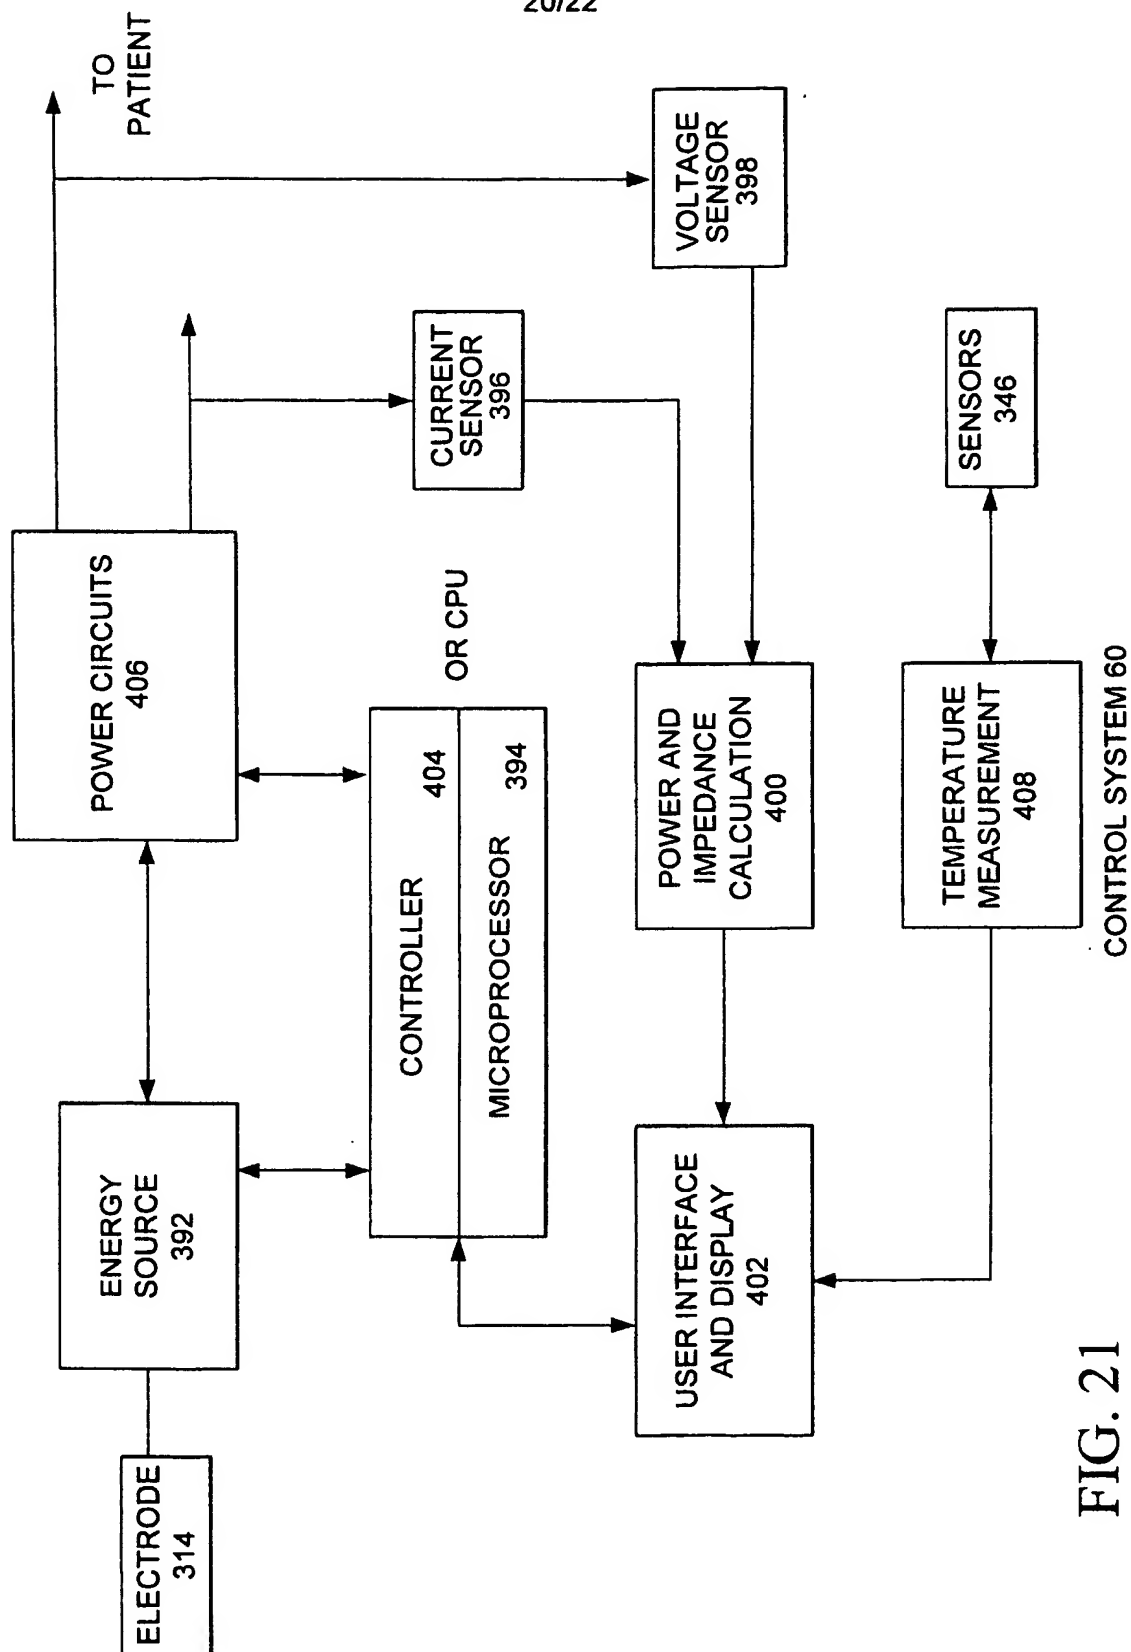 20/22
TO
PATIENT
POWER CIRCUITS
406
ENERGY
SOURCE
392
ELECTRODE
314
CURRENT
SENSOR
396
VOLTAGE
SENSOR
398
OR CPU
CONTROLLER 404
MICROPROCESSOR 394
POWER AND
IMPEDANCE
CALCULATION
400
USER INTERFACE
AND DISPLAY
402
SENSORS
346
TEMPERATURE
MEASUREMENT
408
CONTROL SYSTEM 60
FIG. 21